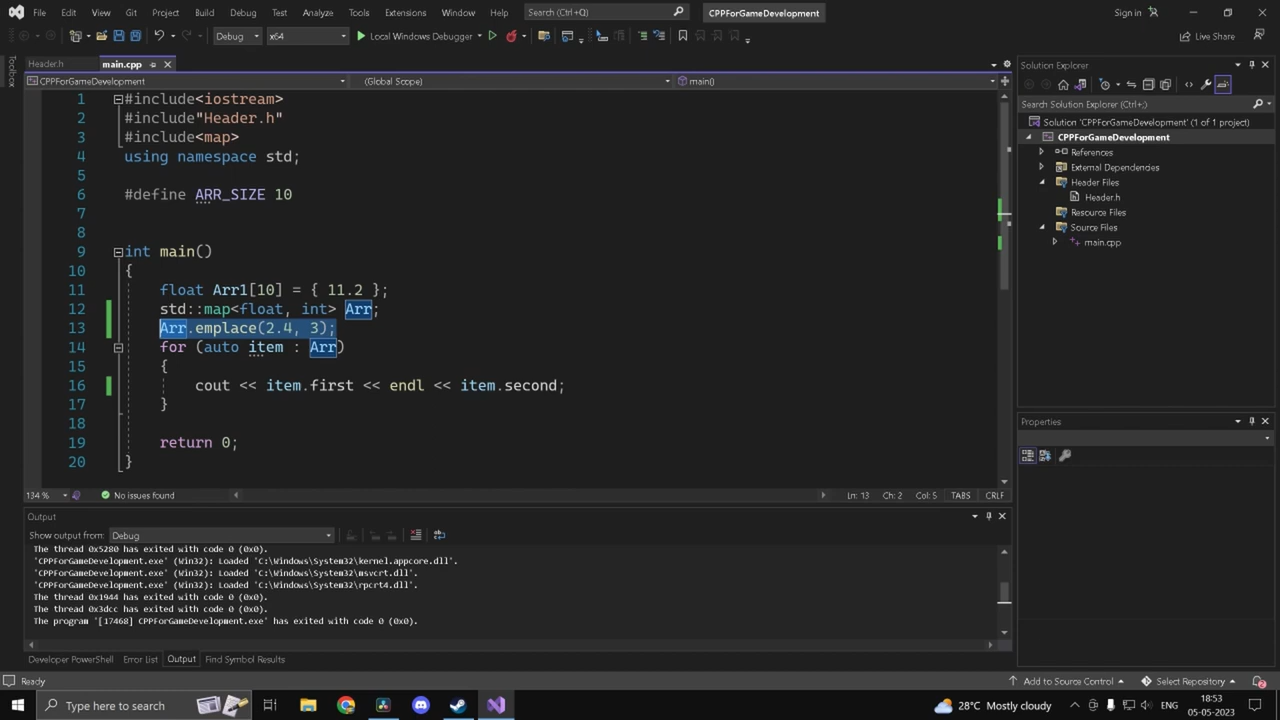 File Edit View Git Project Build Debug Test Analyze Tools Extensions Window Help Search (Ctrl+Q) CPPForGameDevelopment Sign in
Debug x64 Local Windows Debugger Live Share
Toolbox
Header.h main.cpp
CPPForGameDevelopment (Global Scope) main()
1 #include<iostream>
2 #include"Header.h"
3 #include<map>
4 using namespace std;
5
6 #define ARR_SIZE 10
7
8
9 int main()
10 {
11 float Arr1[10] = { 11.2 };
12 std::map<float, int> Arr;
13 Arr.emplace(2.4, 3);
14 for (auto item : Arr)
15 {
16 cout << item.first << endl << item.second;
17 }
18
19 return 0;
20 }
134 % No issues found Ln: 13 Ch: 2 Col: 5 TABS CRLF
Output
Show output from: Debug
The thread 0x5280 has exited with code 0 (0x0).
'CPPForGameDevelopment.exe' (Win32): Loaded 'C:\Windows\System32\kernel.appcore.dll'.
'CPPForGameDevelopment.exe' (Win32): Loaded 'C:\Windows\System32\msvcrt.dll'.
'CPPForGameDevelopment.exe' (Win32): Loaded 'C:\Windows\System32\rpcrt4.dll'.
The thread 0x1944 has exited with code 0 (0x0).
The thread 0x3dcc has exited with code 0 (0x0).
The program '[17468] CPPForGameDevelopment.exe' has exited with code 0 (0x0).
Developer PowerShell Error List Output Find Symbol Results
Solution Explorer
Search Solution Explorer (Ctrl+;)
Solution 'CPPForGameDevelopment' (1 of 1 project)
CPPForGameDevelopment
References
External Dependencies
Header Files
Header.h
Resource Files
Source Files
main.cpp
Properties
Ready Add to Source Control Select Repository 2
Type here to search 28°C Mostly cloudy ENG 18:53
05-05-2023